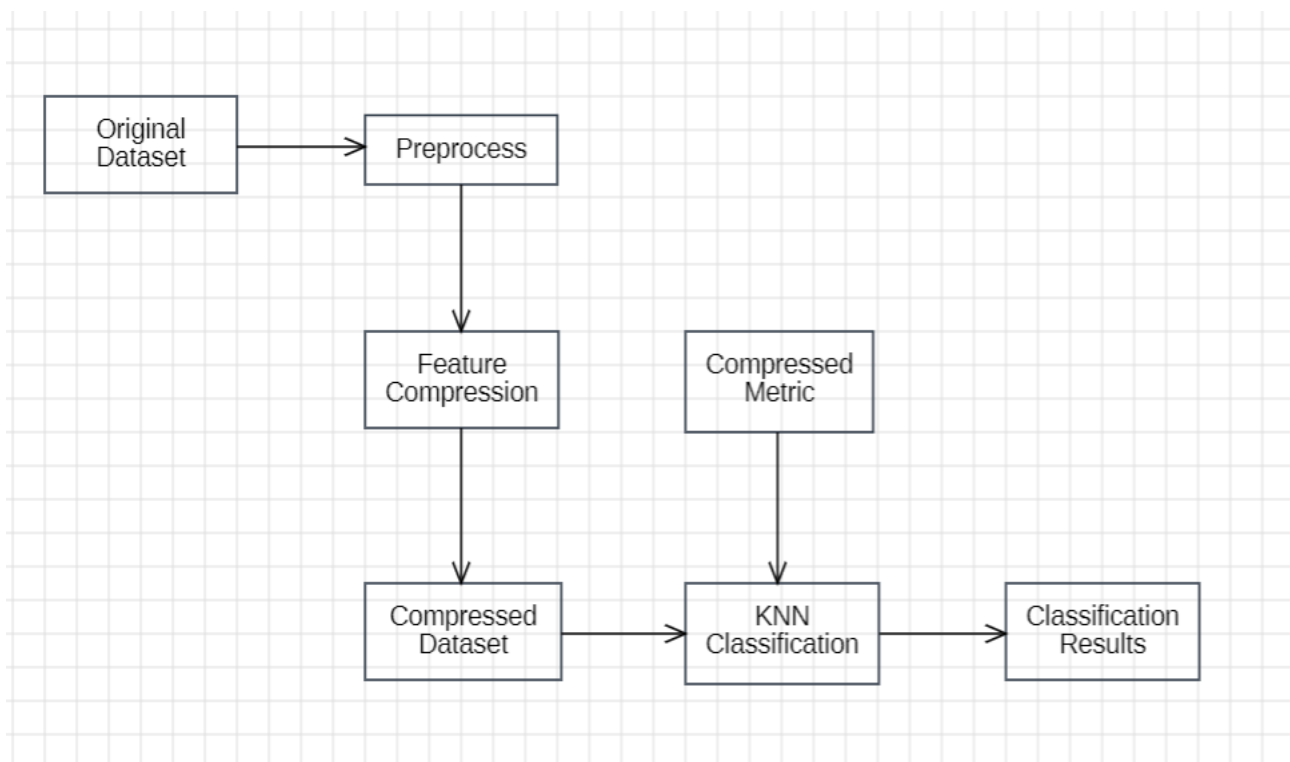 Original
Dataset
Preprocess
Feature
Compression
Compressed
Metric
Compressed
Dataset
KNN
Classification
Classification
Results